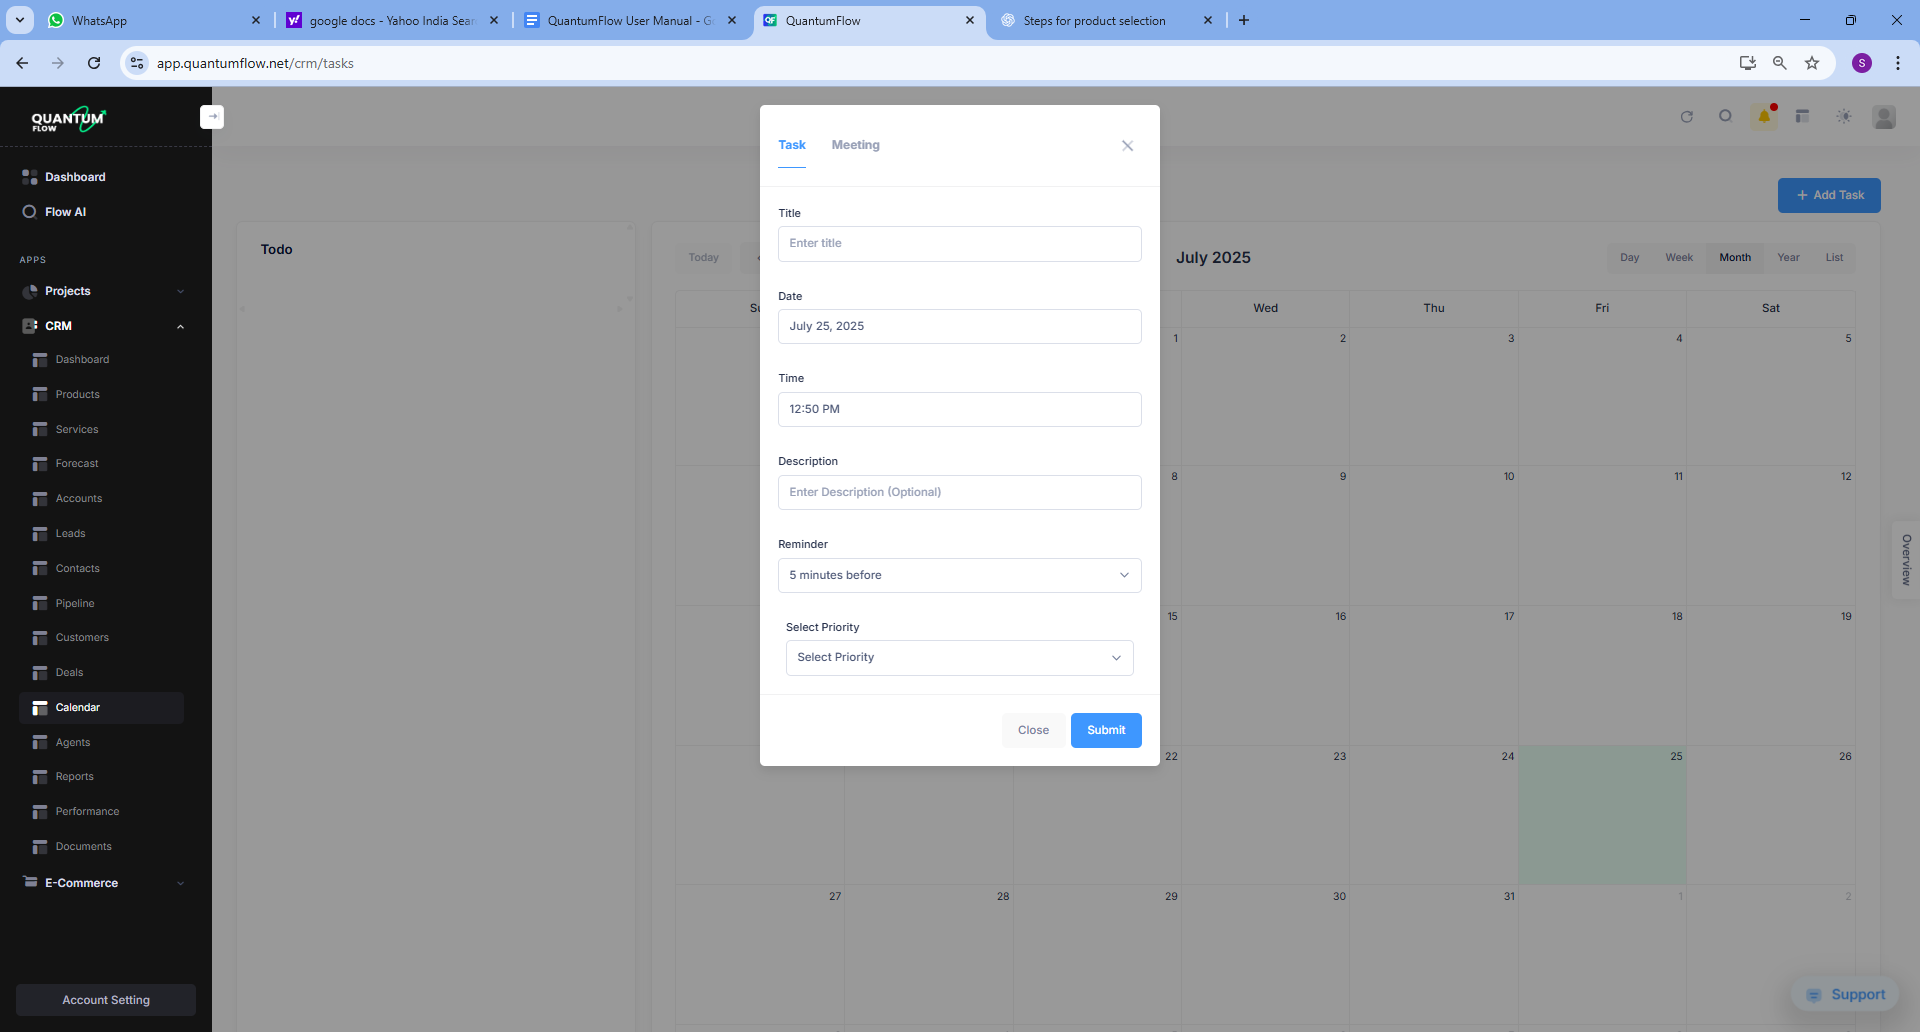 WhatsApp
google docs - Yahoo India Sear
QuantumFlow User Manual - G
QuantumFlow
Steps for product selection
app.quantumflow.net/crm/tasks
S
QUANTUM
FLOW
Dashboard
Flow AI
APPS
Projects
CRM
Dashboard
Products
Services
Forecast
Accounts
Leads
Contacts
Pipeline
Customers
Deals
Calendar
Agents
Reports
Performance
Documents
E-Commerce
Account Setting
+ Add Task
Todo
Today
July 2025
Day Week Month Year List
Su
Wed Thu Fri Sat
1 2 3 4 5
8 9 10 11 12
15 16 17 18 19
22 23 24 25 26
27 28 29 30 31 1 2
Task Meeting
Title
Enter title
Date
July 25, 2025
Time
12:50 PM
Description
Enter Description (Optional)
Reminder
5 minutes before
Select Priority
Select Priority
Close Submit
Overview
Support